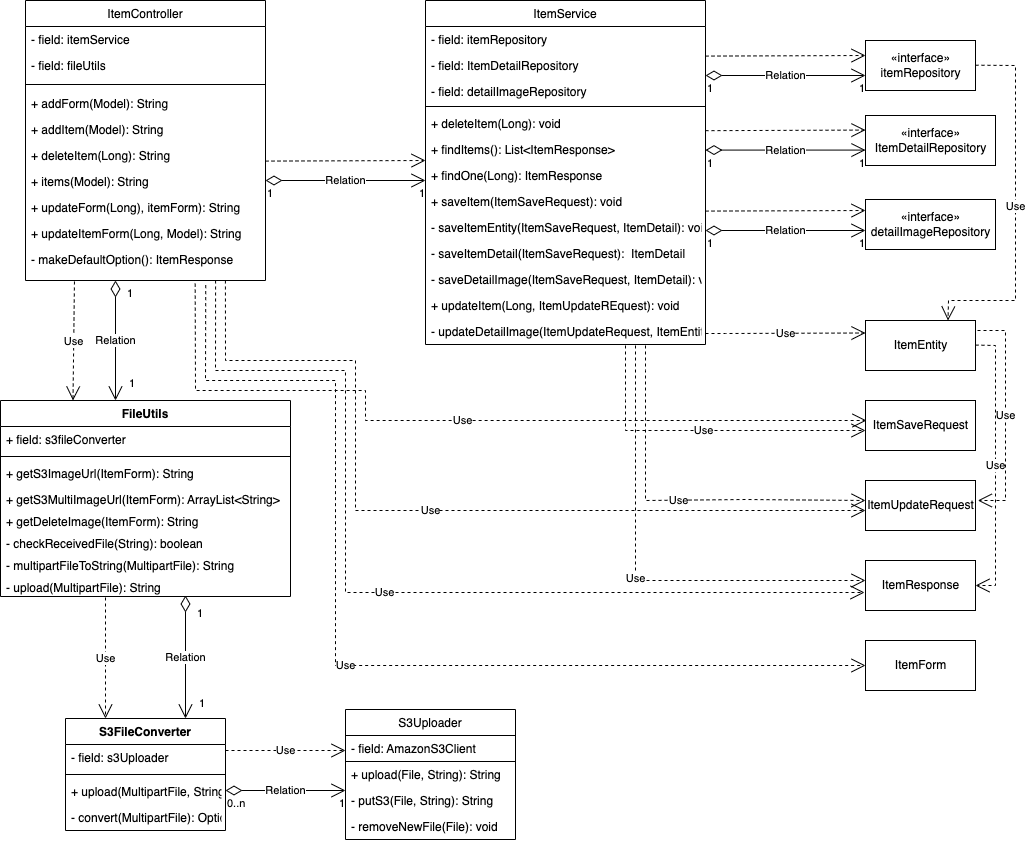 ItemController
- field: itemService
- field: fileUtils
+ addForm(Model): String
+ addItem(Model): String
+ deleteItem(Long): String
+ items(Model): String
+ updateForm(Long), itemForm): String
+ updateItemForm(Long, Model): String
- makeDefaultOption(): ItemResponse
ItemService
- field: itemRepository
- field: ItemDetailRepository
- field: detailImageRepository
+ deleteItem(Long): void
+ findItems(): List<ItemResponse>
+ findOne(Long): ItemResponse
+ saveItem(ItemSaveRequest): void
- saveItemEntity(ItemSaveRequest, ItemDetail): voi
- saveItemDetail(ItemSaveRequest): ItemDetail
- saveDetailImage(ItemSaveRequest, ItemDetail): v
+ updateItem(Long, ItemUpdateREquest): void
- updateDetailImage(ItemUpdateRequest, ItemEnti
«interface»
itemRepository
«interface»
ItemDetailRepository
«interface»
detailImageRepository
Relation
1
1
Relation
1
1
Relation
1
1
Relation
1
1
Use
Use
ItemEntity
Use
Relation
1
1
Use
Use
FileUtils
+ field: s3fileConverter
+ getS3ImageUrl(ItemForm): String
+ getS3MultiImageUrl(ItemForm): ArrayList<String>
+ getDeleteImage(ItemForm): String
- checkReceivedFile(String): boolean
- multipartFileToString(MultipartFile): String
- upload(MultipartFile): String
Use
Use
ItemSaveRequest
Use
Use
ItemUpdateRequest
Use
Use
ItemResponse
Use
ItemForm
Use
Relation
1
1
S3FileConverter
- field: s3Uploader
+ upload(MultipartFile, String
- convert(MultipartFile): Optio
Use
Relation
0..n
1
S3Uploader
- field: AmazonS3Client
+ upload(File, String): String
- putS3(File, String): String
- removeNewFile(File): void